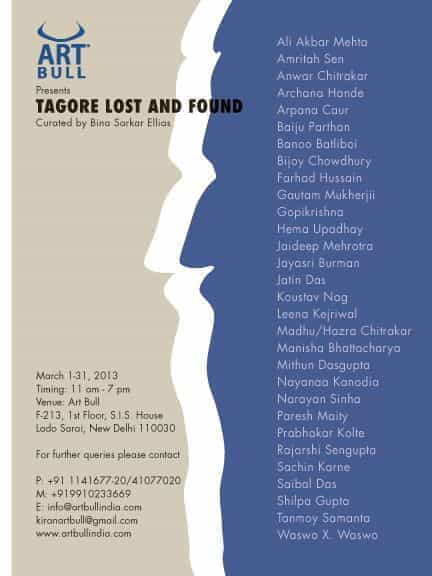 ART
BULL
Presents
TAGORE LOST AND FOUND
Curated by Bina Sarkar Ellias
March 1-31, 2013
Timing: 11 am - 7 pm
Venue: Art Bull
F-213, 1st Floor, S.I.S. House
Lado Sarai, New Delhi 110030
For further queries please contact
P: +91 1141677-20/41077020
M: +919910233669
E: info@artbullindia.com
kiranartbull@gmail.com
www.artbullindia.com
Ali Akbar Mehta
Amritah Sen
Anwar Chitrakar
Archana Hande
Arpana Caur
Baiju Parthan
Banoo Batliboi
Bijoy Chowdhury
Farhad Hussain
Gautam Mukherjii
Gopikrishna
Hema Upadhay
Jaideep Mehrotra
Jayasri Burman
Jatin Das
Koustav Nag
Leena Kejriwal
Madhu/Hazra Chitrakar
Manisha Bhattacharya
Mithun Dasgupta
Nayanaa Kanodia
Narayan Sinha
Paresh Maity
Prabhakar Kolte
Rajarshi Sengupta
Sachin Karne
Saibal Das
Shilpa Gupta
Tanmoy Samanta
Waswo X. Waswo